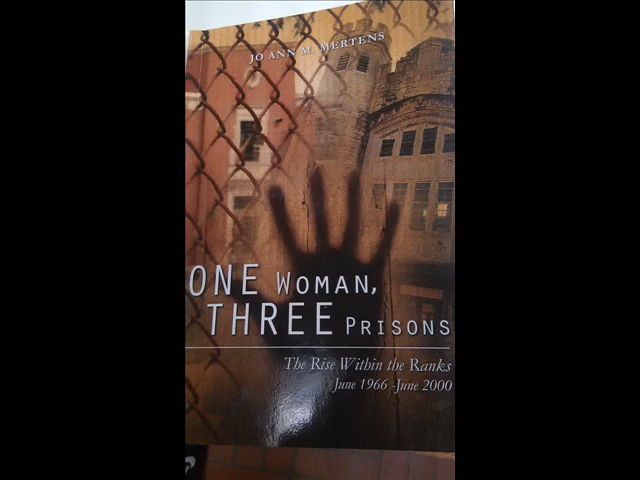 JO ANN M. MERTENS
ONE WOMAN,
THREE PRISONS
The Rise Within the Ranks
June 1966 -June 2000